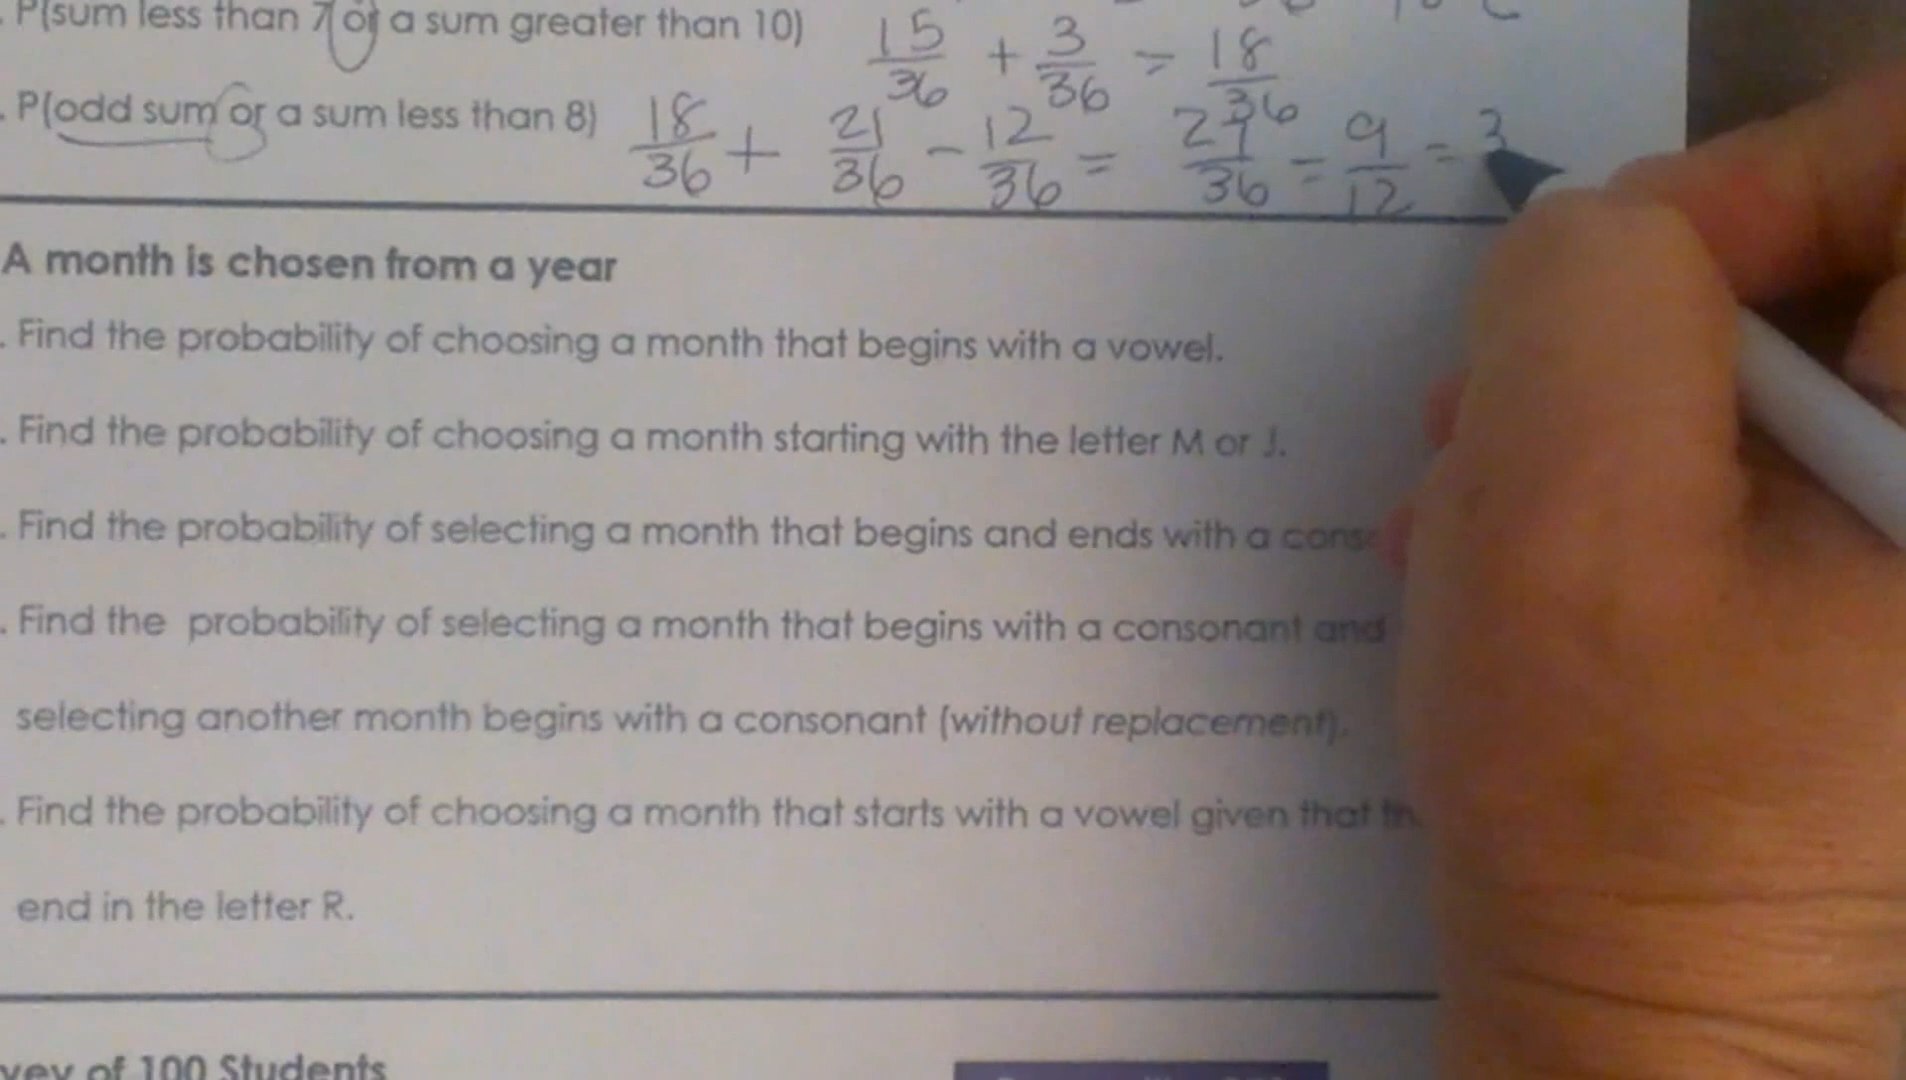 P(sum less than 7 or a sum greater than 10) 15/36 + 3/36 = 18/36
. P(odd sum or a sum less than 8) 18/36 + 21/36 - 12/36 = 27/36 = 9/12 = 3
A month is chosen from a year
. Find the probability of choosing a month that begins with a vowel.
. Find the probability of choosing a month starting with the letter M or J.
. Find the probability of selecting a month that begins and ends with a cons
. Find the probability of selecting a month that begins with a consonant and
selecting another month begins with a consonant (without replacement).
. Find the probability of choosing a month that starts with a vowel given that th
end in the letter R.
vey of 100 Students